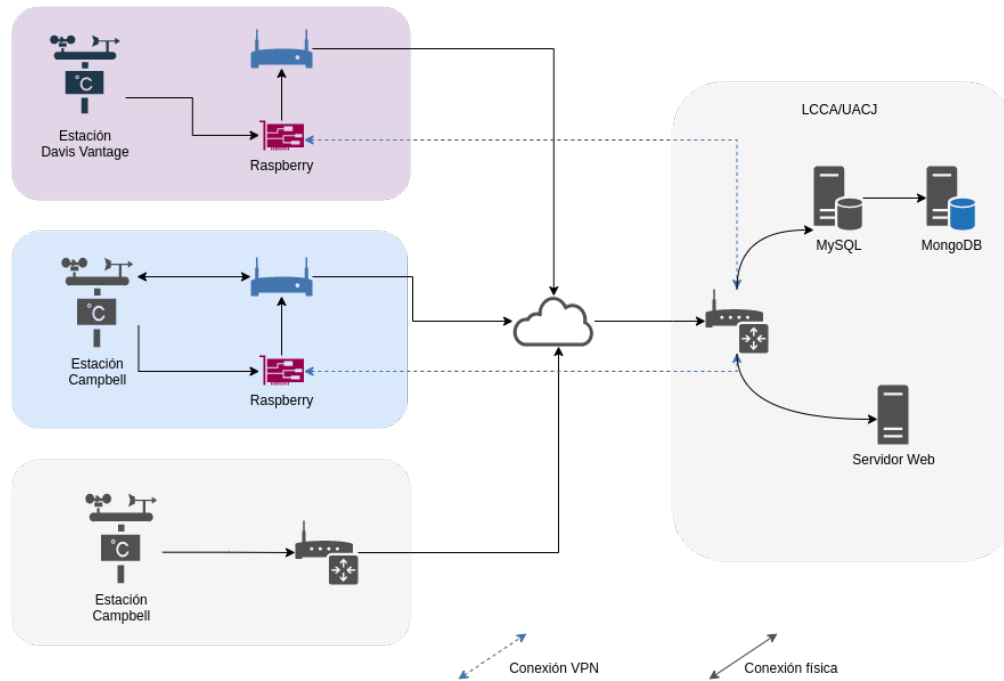 Estación
Davis Vantage
°C
Raspberry
LCCA/UACJ
MySQL
MongoDB
Estación
Campbell
°C
Raspberry
Servidor Web
Estación
Campbell
°C
Conexión VPN
Conexión física